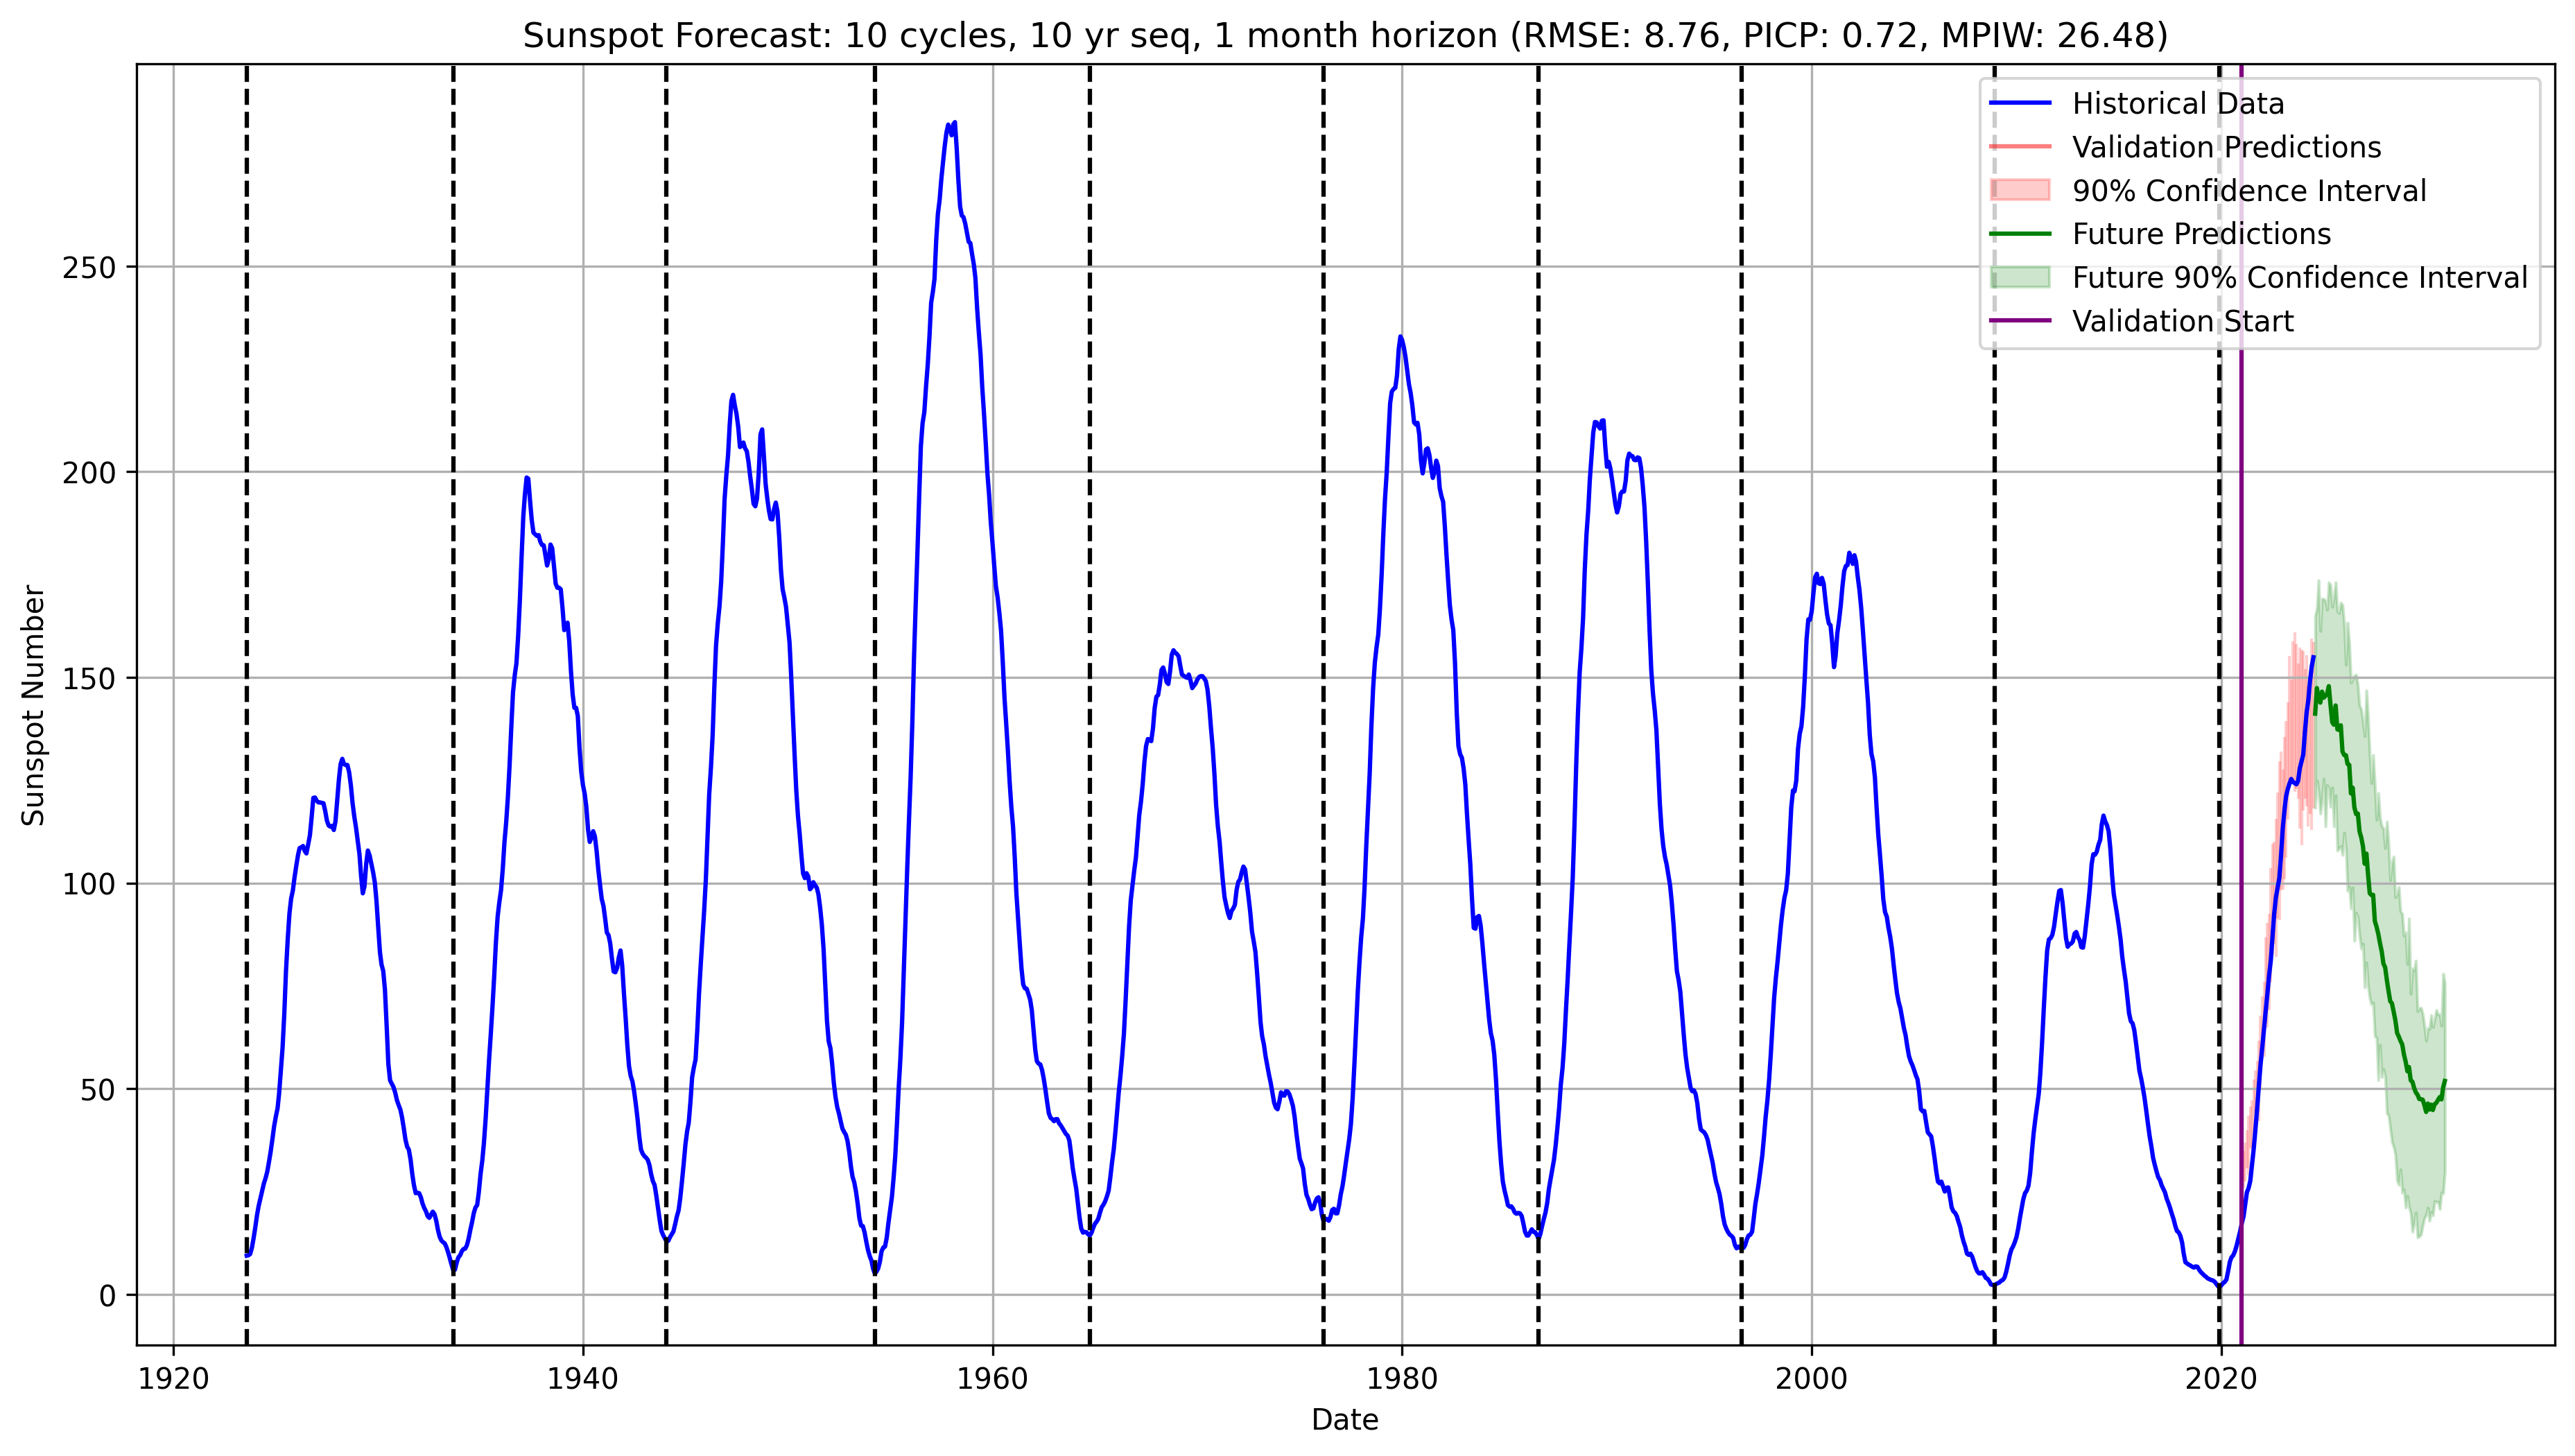 Sunspot Forecast: 10 cycles, 10 yr seq, 1 month horizon (RMSE: 8.76, PICP: 0.72, MPIW: 26.48)
Historical Data
Validation Predictions
90% Confidence Interval
Future Predictions
Future 90% Confidence Interval
Validation Start
Sunspot Number
250
200
150
100
50
0
1920 1940 1960 1980 2000 2020
Date